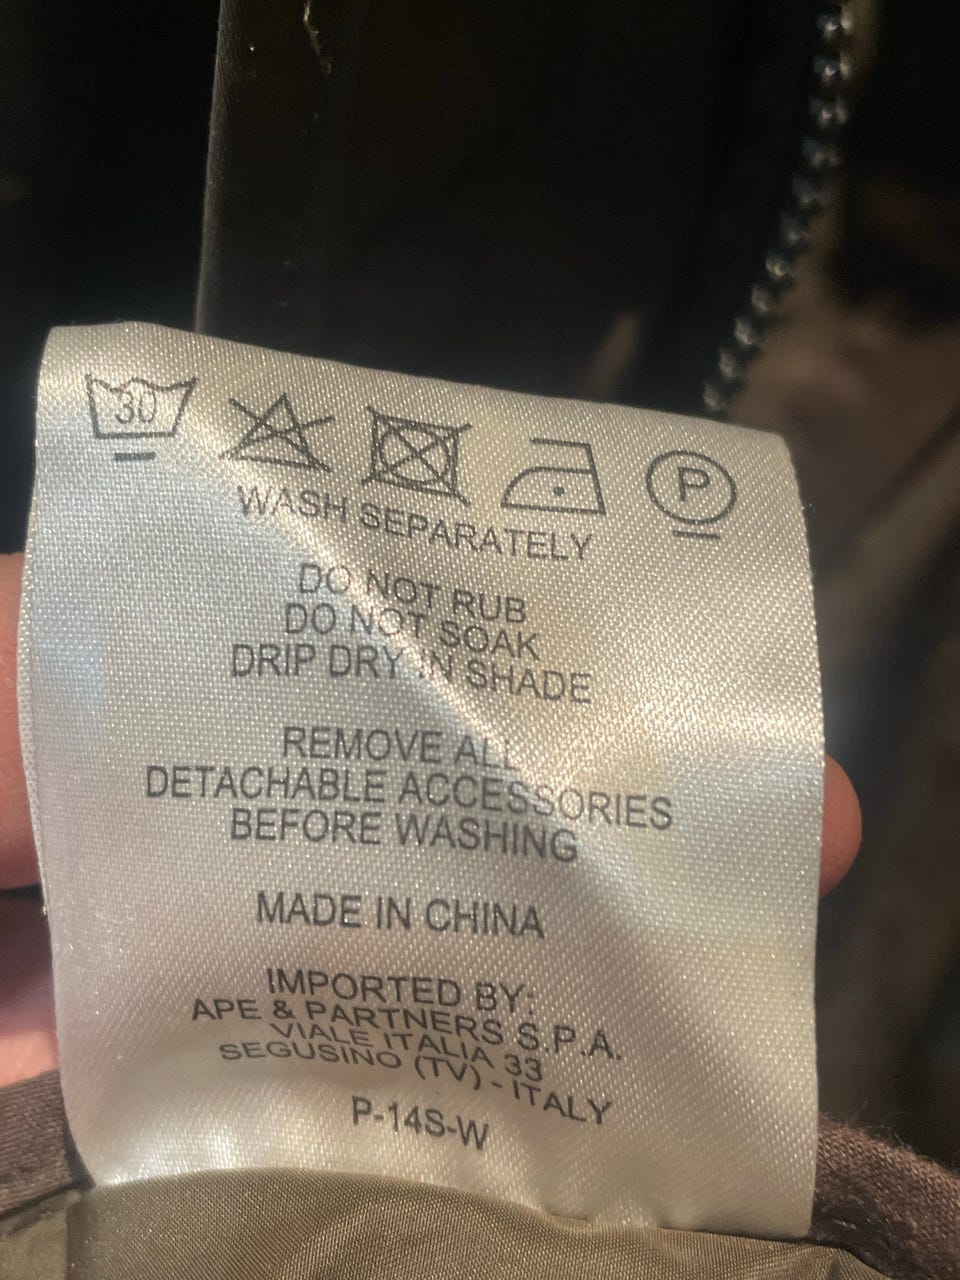 30
P
WASH SEPARATELY
DO NOT RUB
DO NOT SOAK
DRIP DRY IN SHADE
REMOVE ALL
DETACHABLE ACCESSORIES
BEFORE WASHING
MADE IN CHINA
IMPORTED BY:
APE & PARTNERS S.P.A.
VIALE ITALIA 33
SEGUSINO (TV) - ITALY
P-14S-W